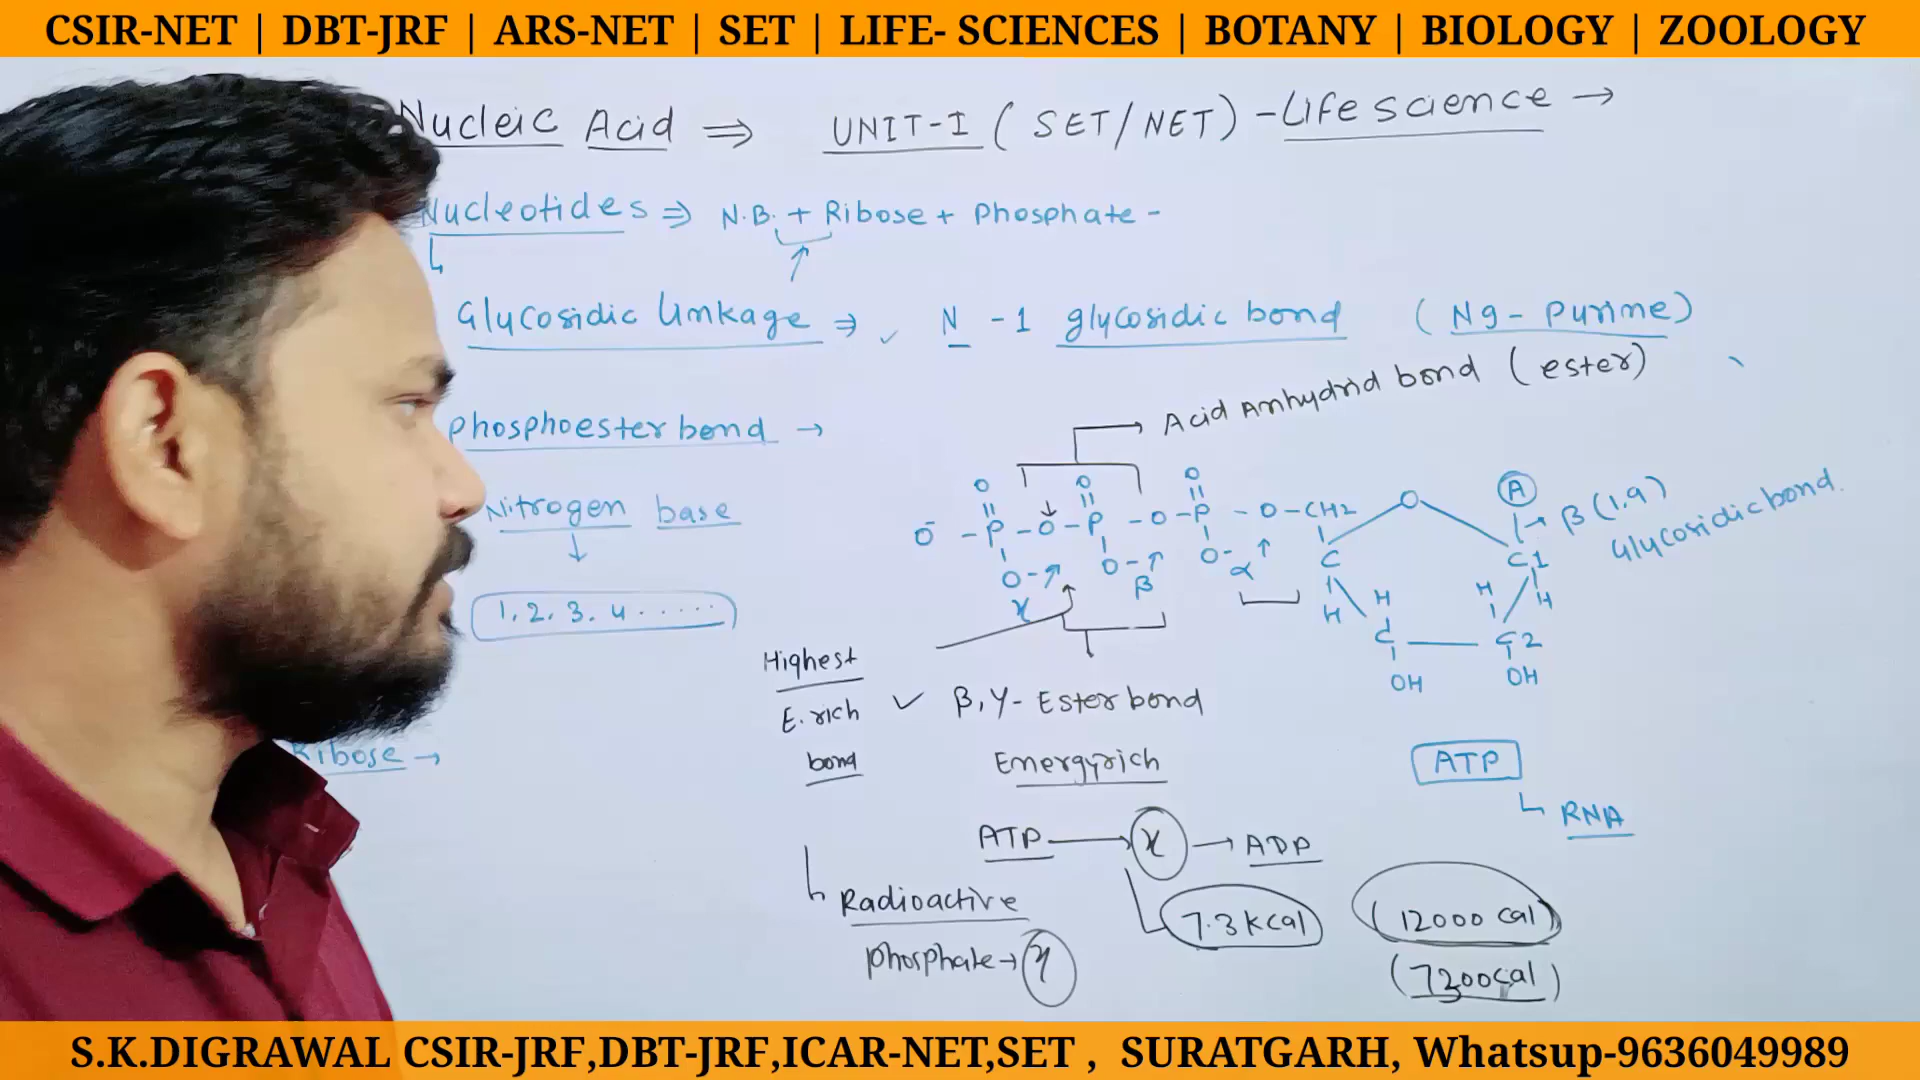 CSIR-NET | DBT-JRF | ARS-NET | SET | LIFE- SCIENCES | BOTANY | BIOLOGY | ZOOLOGY
Nucleic Acid ⇒ UNIT-I ( SET/NET) - Life science →
Nucleotides ⇒ N.B. + Ribose + Phosphate -
Glycosidic linkage ⇒ ✓ N - 1 glycosidic bond ( N9 - Purine)
Acid Anhydrid bond ( ester)
Phosphoester bond →
O O O
O⁻ - P - O - P - O - P - O - CH2 O A
β (1,9)
Glycosidic bond.
Nitrogen base
O- O- O- C C1
γ β α
H H H H
1, 2, 3, 4 ......
C C2
OH OH
Highest
E. rich
bond
✓ β,γ - Ester bond
Energyrich
Ribose →
ATP
RNA
ATP → γ → ADP
7.3 Kcal
(12000 cal)
(7300cal)
Radioactive
phosphate → γ
S.K.DIGRAWAL CSIR-JRF,DBT-JRF,ICAR-NET,SET , SURATGARH, Whatsup-9636049989